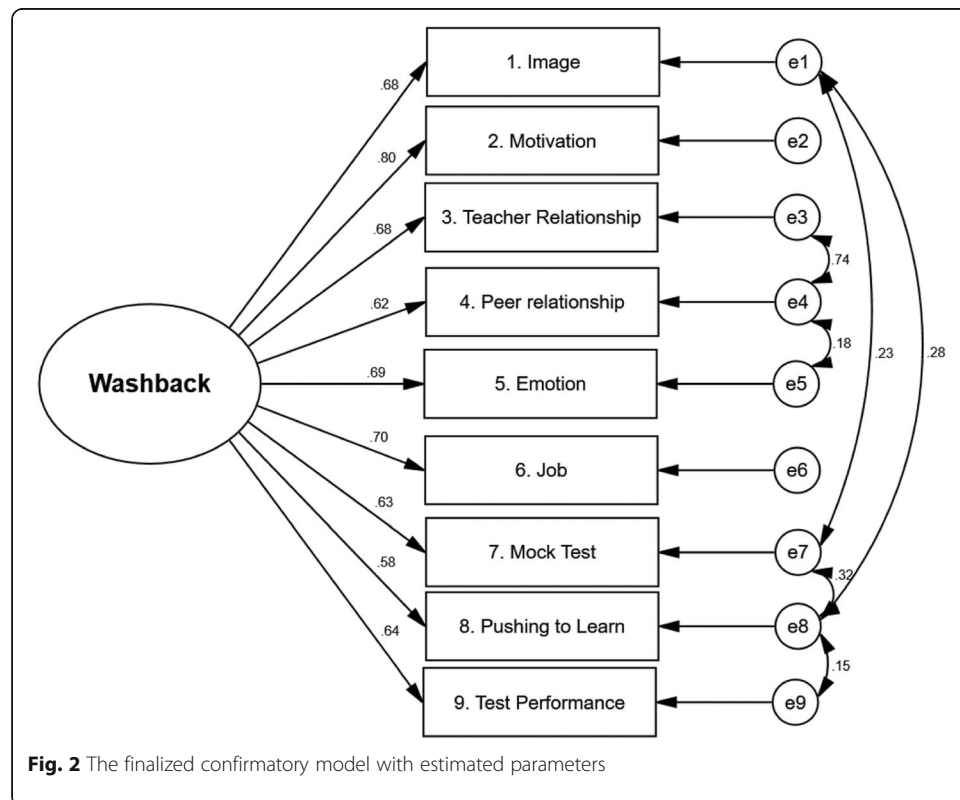 1. Image
e1
.68
2. Motivation
e2
.80
3. Teacher Relationship
e3
.68
.74
4. Peer relationship
e4
.62
.18
Washback
5. Emotion
e5
.69
.23
.28
6. Job
e6
.70
7. Mock Test
e7
.63
.32
8. Pushing to Learn
e8
.58
.15
9. Test Performance
e9
.64
Fig. 2 The finalized confirmatory model with estimated parameters